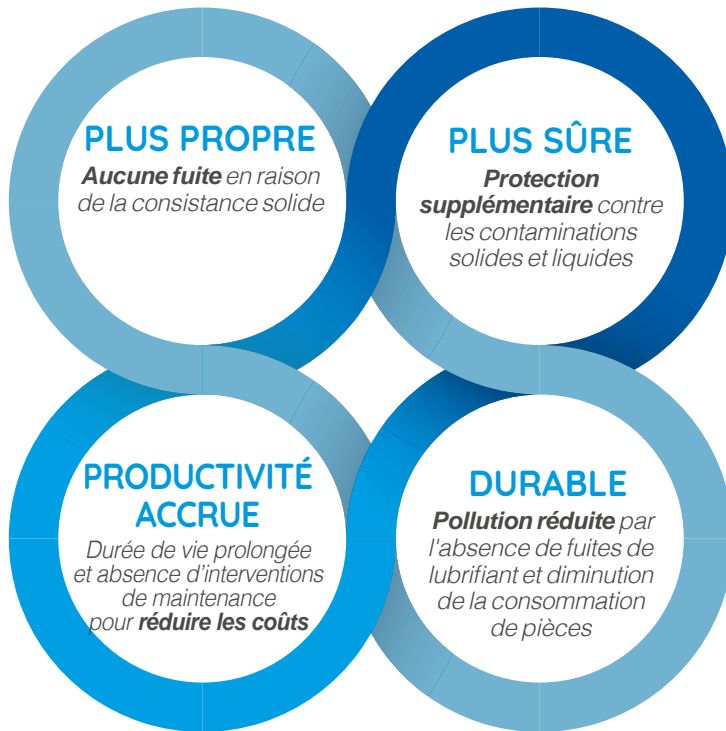 PLUS PROPRE
Aucune fuite en raison
de la consistance solide
PLUS SÛRE
Protection
supplémentaire contre
les contaminations
solides et liquides
PRODUCTIVITÉ
ACCRUE
Durée de vie prolongée
et absence d’interventions
de maintenance
pour réduire les coûts
DURABLE
Pollution réduite par
l'absence de fuites de
lubrifiant et diminution
de la consommation
de pièces